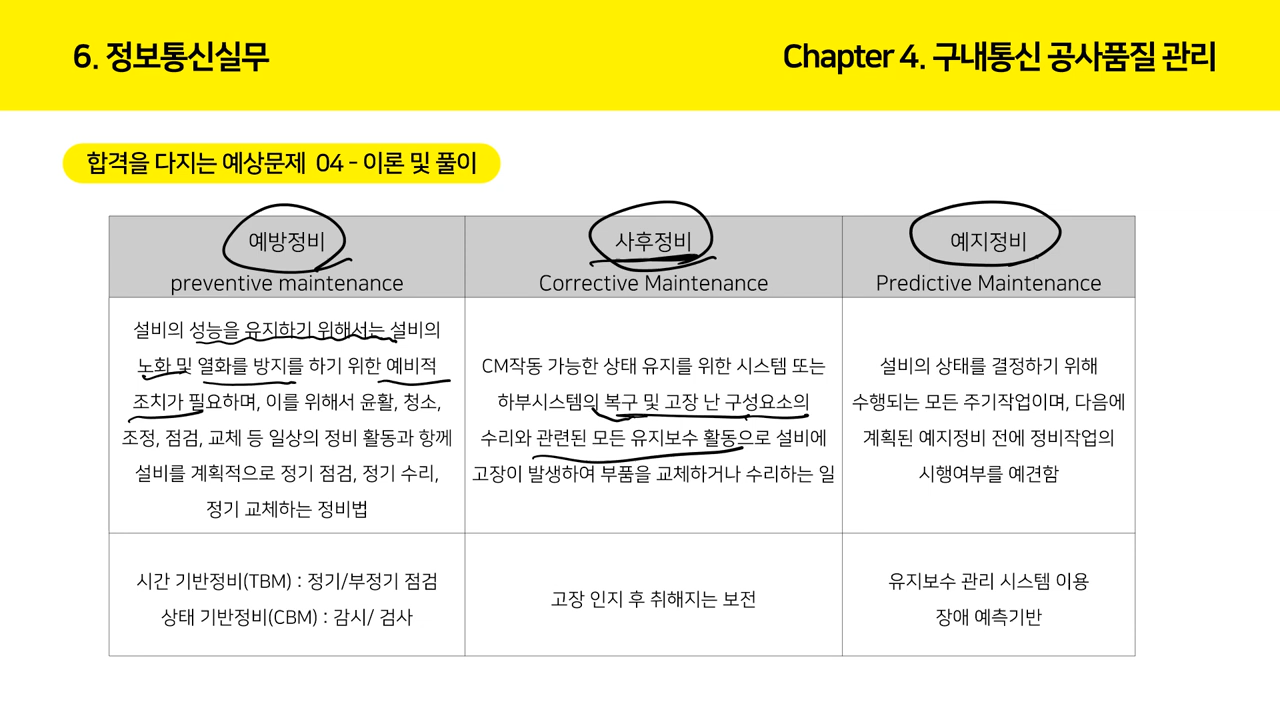 6. 정보통신실무
Chapter 4. 구내통신 공사품질 관리
합격을 다지는 예상문제 04 - 이론 및 풀이
예방정비
preventive maintenance
사후정비
Corrective Maintenance
예지정비
Predictive Maintenance
설비의 성능을 유지하기 위해서는 설비의
노화 및 열화를 방지를 하기 위한 예비적
조치가 필요하며, 이를 위해서 윤활, 청소,
조정, 점검, 교체 등 일상의 정비 활동과 함께
설비를 계획적으로 정기 점검, 정기 수리,
정기 교체하는 정비법
CM작동 가능한 상태 유지를 위한 시스템 또는
하부시스템의 복구 및 고장 난 구성요소의
수리와 관련된 모든 유지보수 활동으로 설비에
고장이 발생하여 부품을 교체하거나 수리하는 일
설비의 상태를 결정하기 위해
수행되는 모든 주기작업이며, 다음에
계획된 예지정비 전에 정비작업의
시행여부를 예견함
시간 기반정비(TBM) : 정기/부정기 점검
상태 기반정비(CBM) : 감시/ 검사
고장 인지 후 취해지는 보전
유지보수 관리 시스템 이용
장애 예측기반